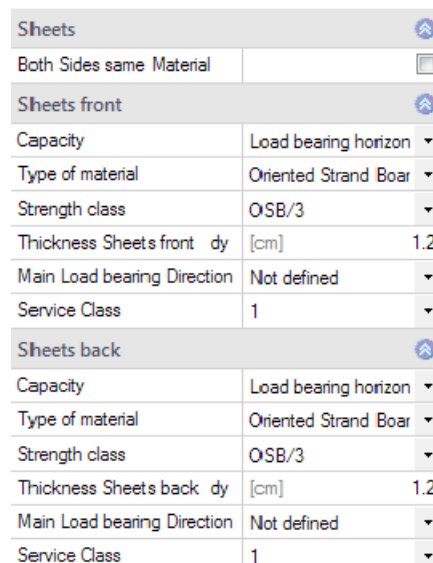 Sheets
Both Sides same Material
Sheets front
Capacity Load bearing horizon
Type of material Oriented Strand Boar
Strength class OSB/3
Thickness Sheets front dy [cm] 1.2
Main Load bearing Direction Not defined
Service Class 1
Sheets back
Capacity Load bearing horizon
Type of material Oriented Strand Boar
Strength class OSB/3
Thickness Sheets back dy [cm] 1.2
Main Load bearing Direction Not defined
Service Class 1